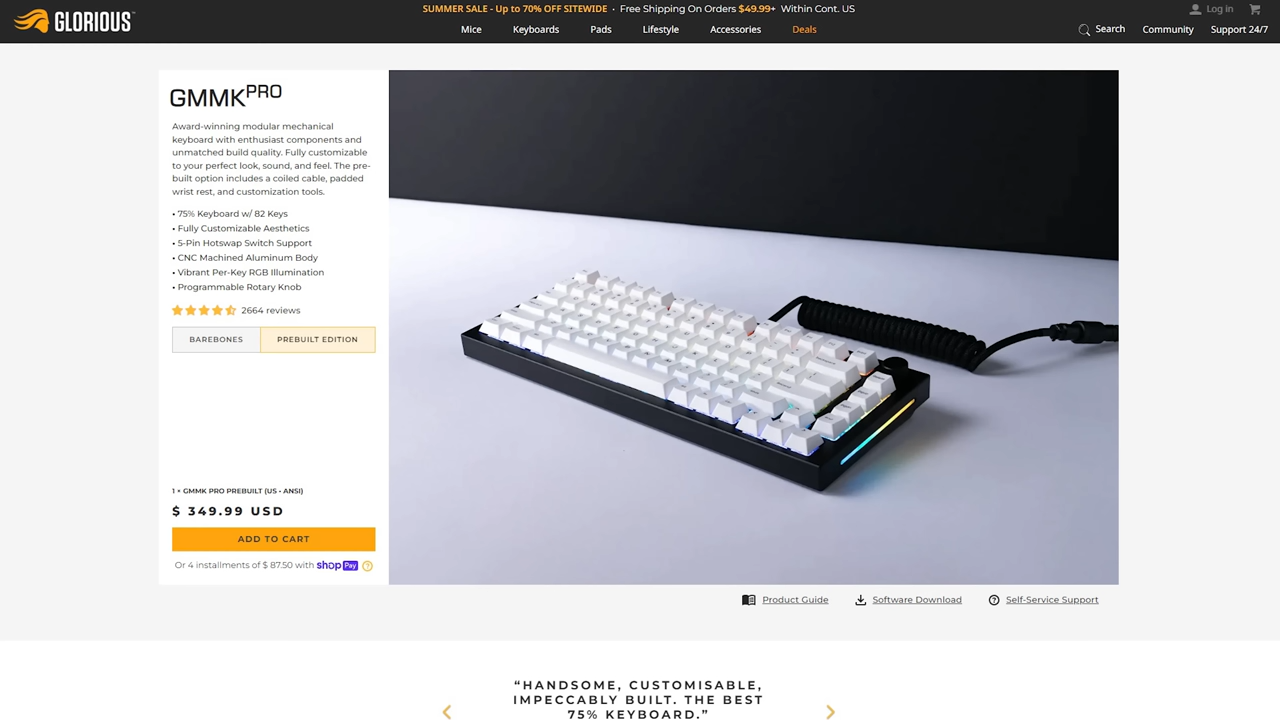 GLORIOUS
SUMMER SALE - Up to 70% OFF SITEWIDE · Free Shipping On Orders $49.99+ Within Cont. US
Log in
Mice Keyboards Pads Lifestyle Accessories Deals
Search Community Support 24/7
GMMK PRO
Award-winning modular mechanical
keyboard with enthusiast components and
unmatched build quality. Fully customizable
to your perfect look, sound, and feel. The pre-
built option includes a coiled cable, padded
wrist rest, and customization tools.
• 75% Keyboard w/ 82 Keys
• Fully Customizable Aesthetics
• 5-Pin Hotswap Switch Support
• CNC Machined Aluminum Body
• Vibrant Per-Key RGB Illumination
• Programmable Rotary Knob
2664 reviews
BAREBONES PREBUILT EDITION
1 × GMMK PRO PREBUILT (US - ANSI)
$ 349.99 USD
ADD TO CART
Or 4 installments of $ 87.50 with shop Pay ?
Product Guide Software Download Self-Service Support
“HANDSOME, CUSTOMISABLE,
IMPECCABLY BUILT. THE BEST
75% KEYBOARD.”